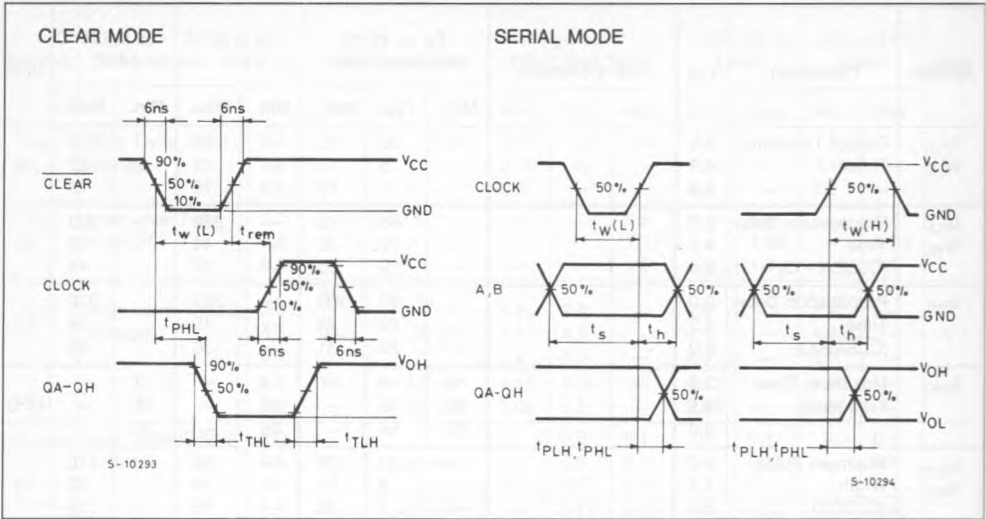 CLEAR MODE
6ns 6ns
90%
VCC
CLEAR
50%
10%
GND
tw (L) trem
90%
VCC
CLOCK
50%
10%
GND
tPHL
6ns 6ns
90%
VOH
QA-QH
50%
tTHL tTLH
S-10293
SERIAL MODE
VCC
CLOCK
50% 50%
GND
tW(L) tW(H)
VCC
A,B
50% 50% 50% 50%
GND
ts th ts th
VOH
QA-QH
50% 50%
VOL
tPLH,tPHL tPLH,tPHL
S-10294